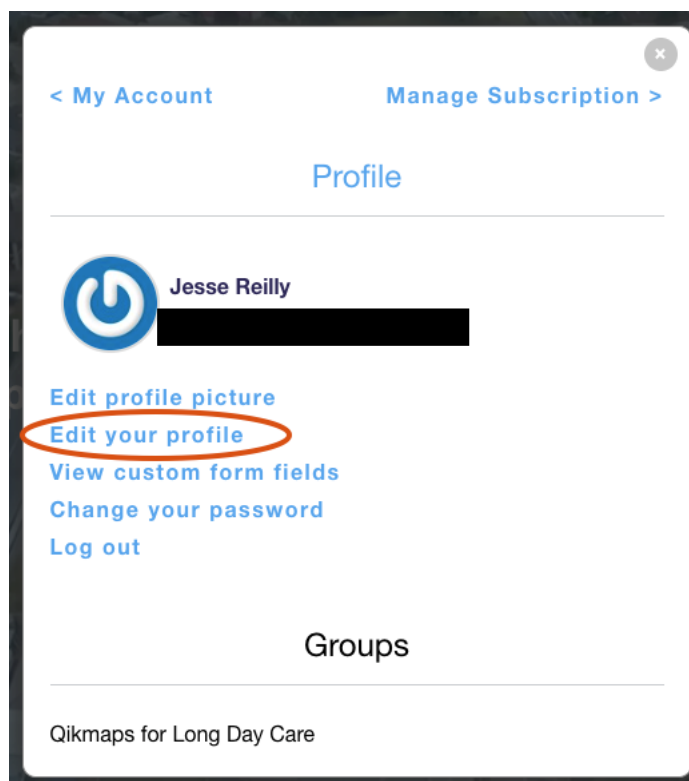 < My Account
Manage Subscription >
Profile
Jesse Reilly
Edit profile picture
Edit your profile
View custom form fields
Change your password
Log out
Groups
Qikmaps for Long Day Care